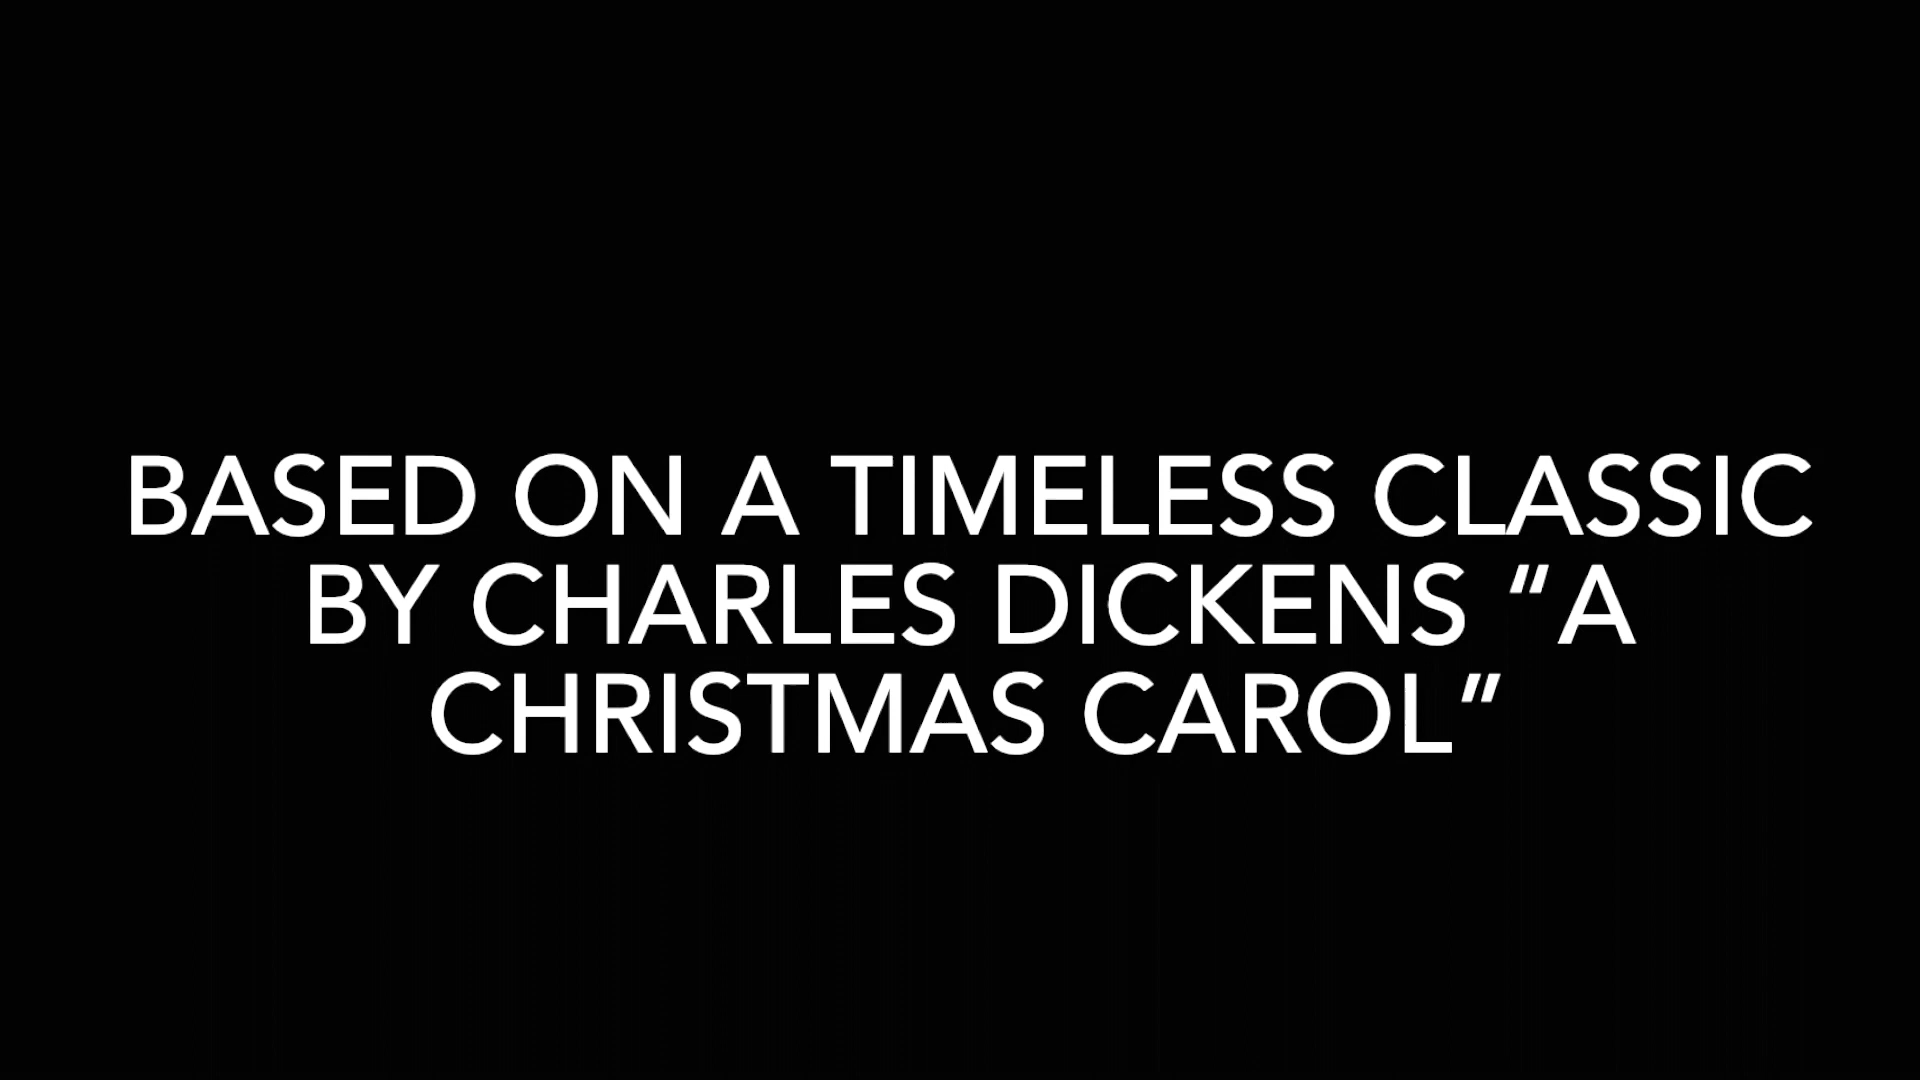 BASED ON A TIMELESS CLASSIC
BY CHARLES DICKENS “A
CHRISTMAS CAROL”